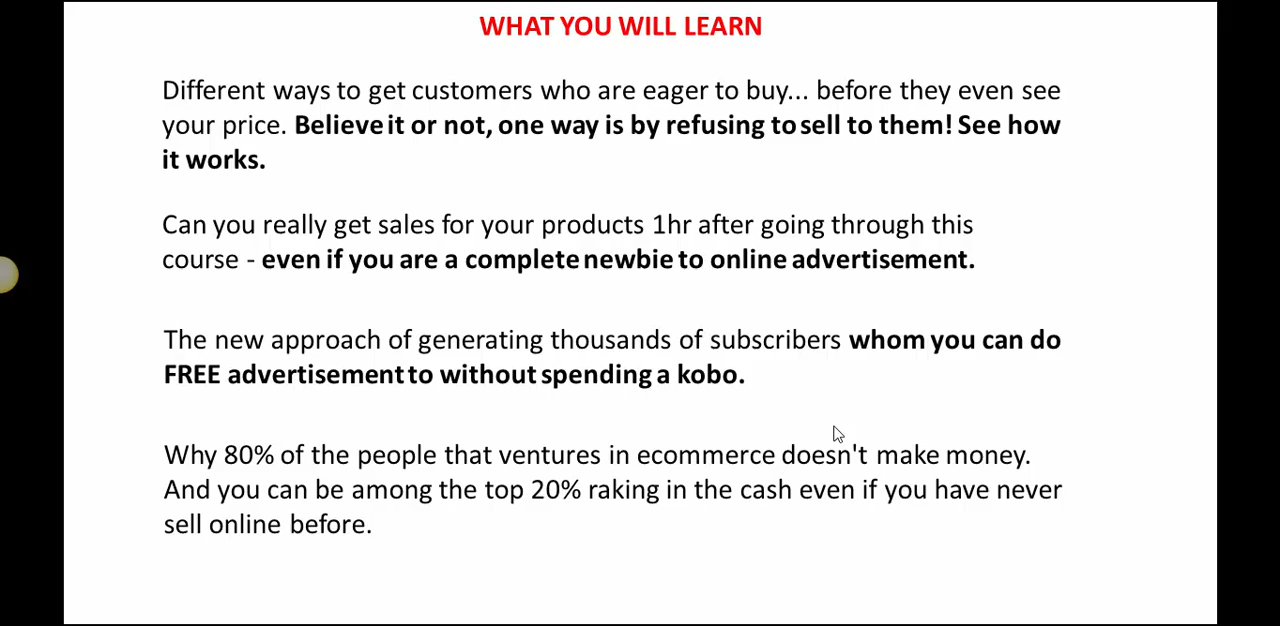 WHAT YOU WILL LEARN
Different ways to get customers who are eager to buy... before they even see
your price. Believe it or not, one way is by refusing to sell to them! See how
it works.
Can you really get sales for your products 1hr after going through this
course - even if you are a complete newbie to online advertisement.
The new approach of generating thousands of subscribers whom you can do
FREE advertisement to without spending a kobo.
Why 80% of the people that ventures in ecommerce doesn't make money.
And you can be among the top 20% raking in the cash even if you have never
sell online before.